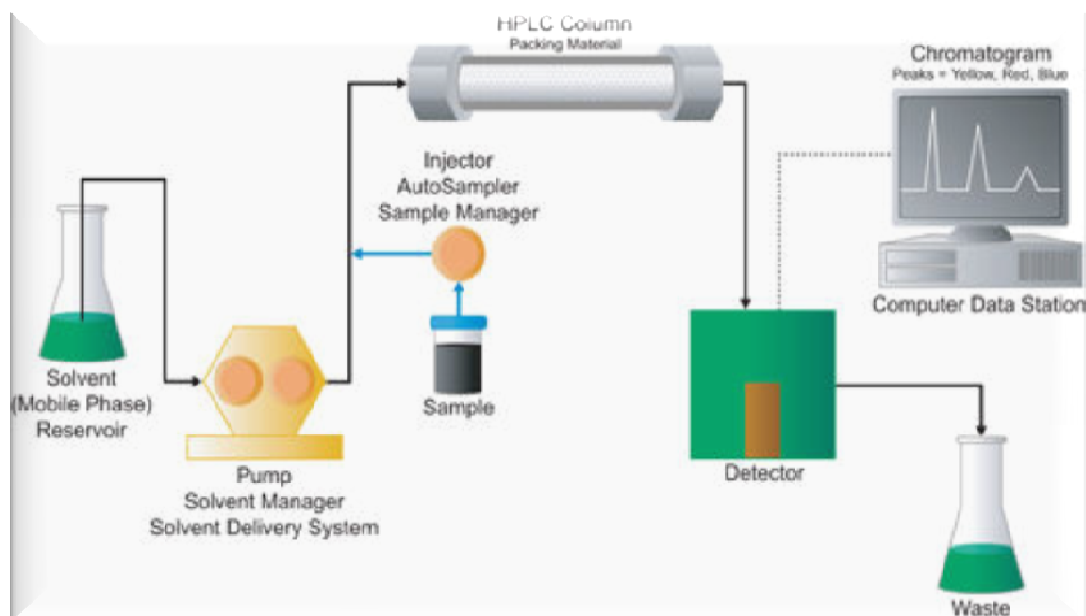 HPLC Column
Packing Material
Chromatogram
Peaks = Yellow, Red, Blue
Injector
AutoSampler
Sample Manager
Solvent
(Mobile Phase)
Reservoir
Sample
Computer Data Station
Pump
Solvent Manager
Solvent Delivery System
Detector
Waste